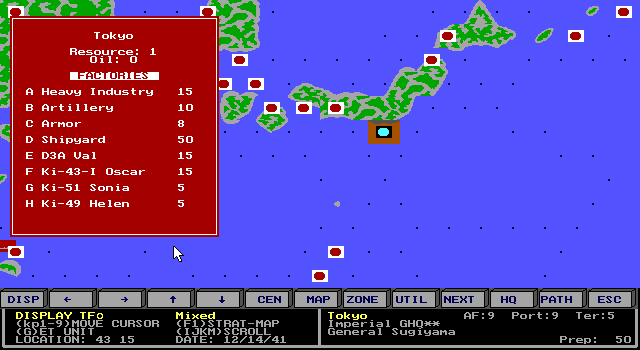 Tokyo
Resource: 1
Oil: 0
FACTORIES
A Heavy Industry 15
B Artillery 10
C Armor 8
D Shipyard 50
E D3A Val 15
F Ki-43-I Oscar 15
G Ki-51 Sonia 5
H Ki-49 Helen 5
DISP ← → ↑ ↓ CEN MAP ZONE UTIL NEXT HQ PATH ESC
DISPLAY TF○ Mixed
(kp1-9)MOVE CURSOR (F1)STRAT-MAP
(G)ET UNIT (IJKM)SCROLL
LOCATION: 43 15 DATE: 12/14/41
Tokyo AF:9 Port:9 Ter:5
Imperial GHQ**
General Sugiyama
Prep: 50